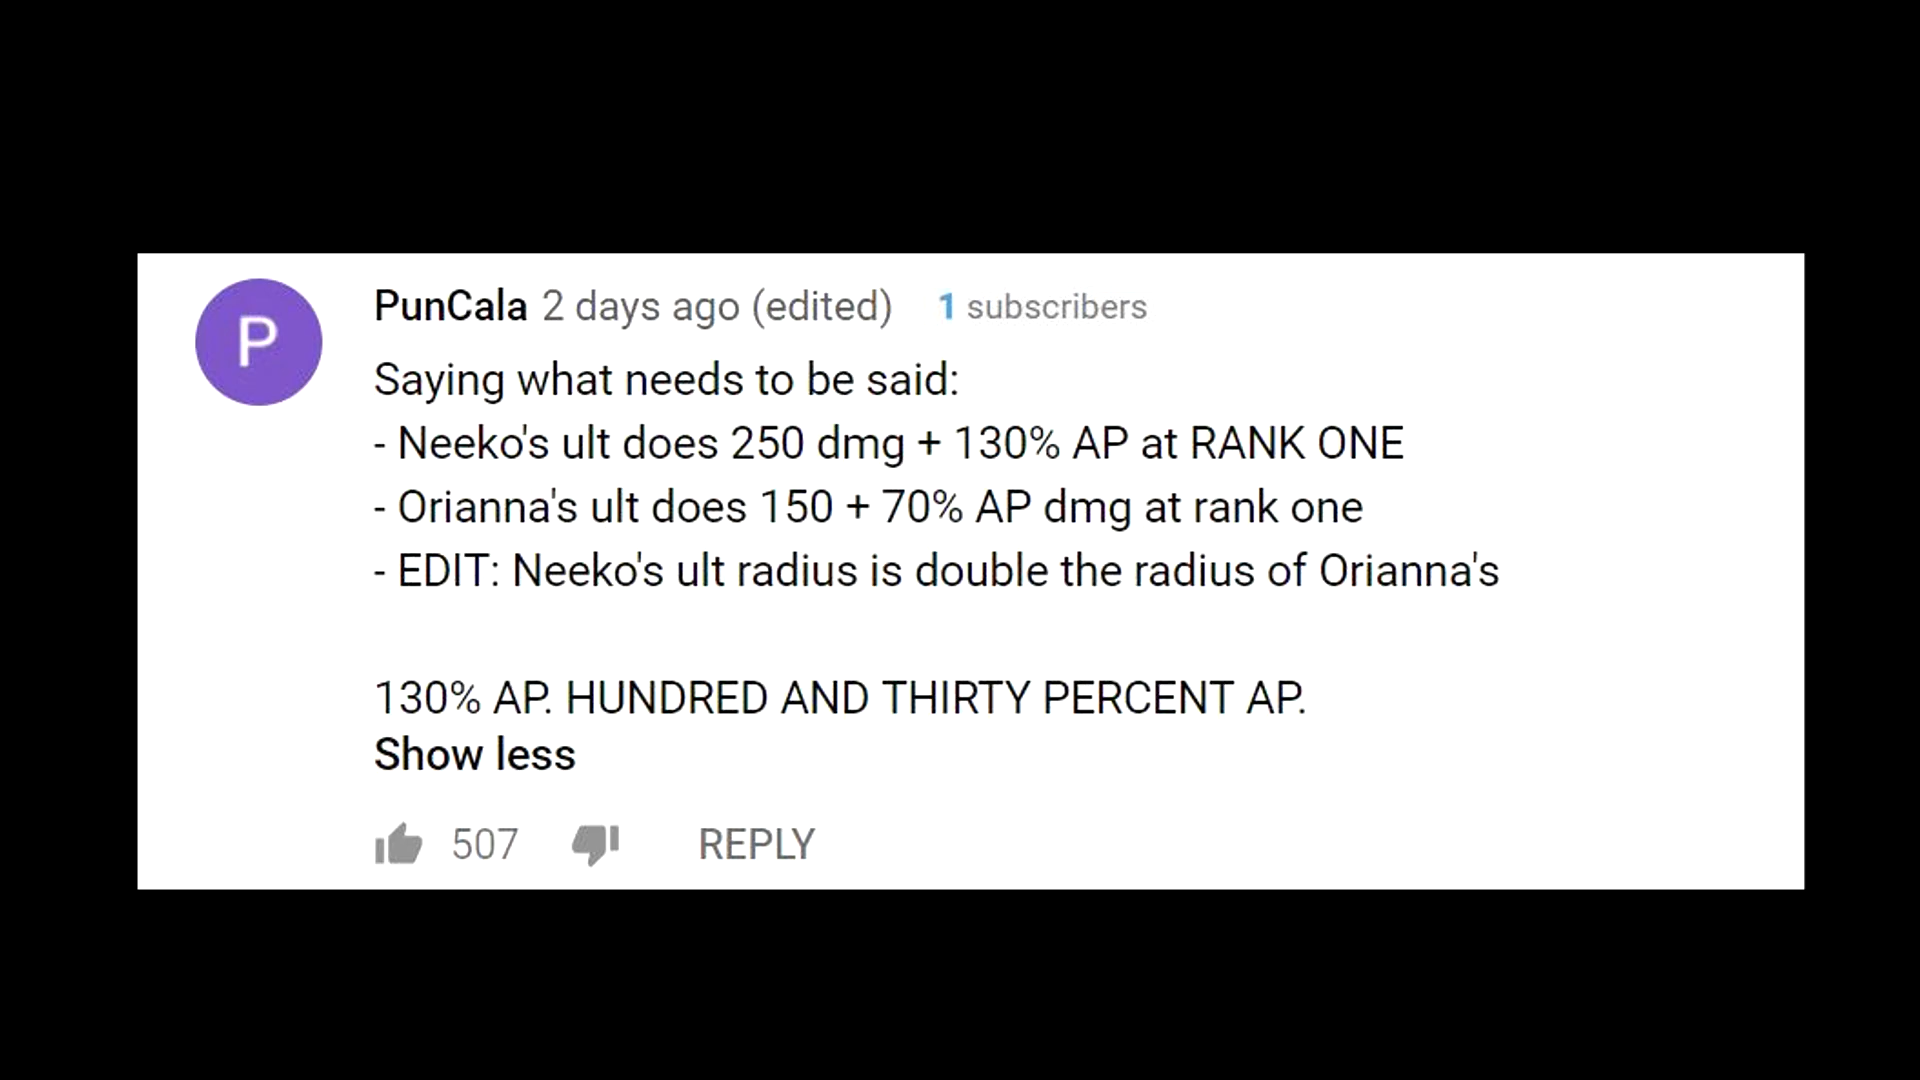 P
PunCala 2 days ago (edited) 1 subscribers
Saying what needs to be said:
- Neeko's ult does 250 dmg + 130% AP at RANK ONE
- Orianna's ult does 150 + 70% AP dmg at rank one
- EDIT: Neeko's ult radius is double the radius of Orianna's
130% AP. HUNDRED AND THIRTY PERCENT AP.
Show less
507 REPLY